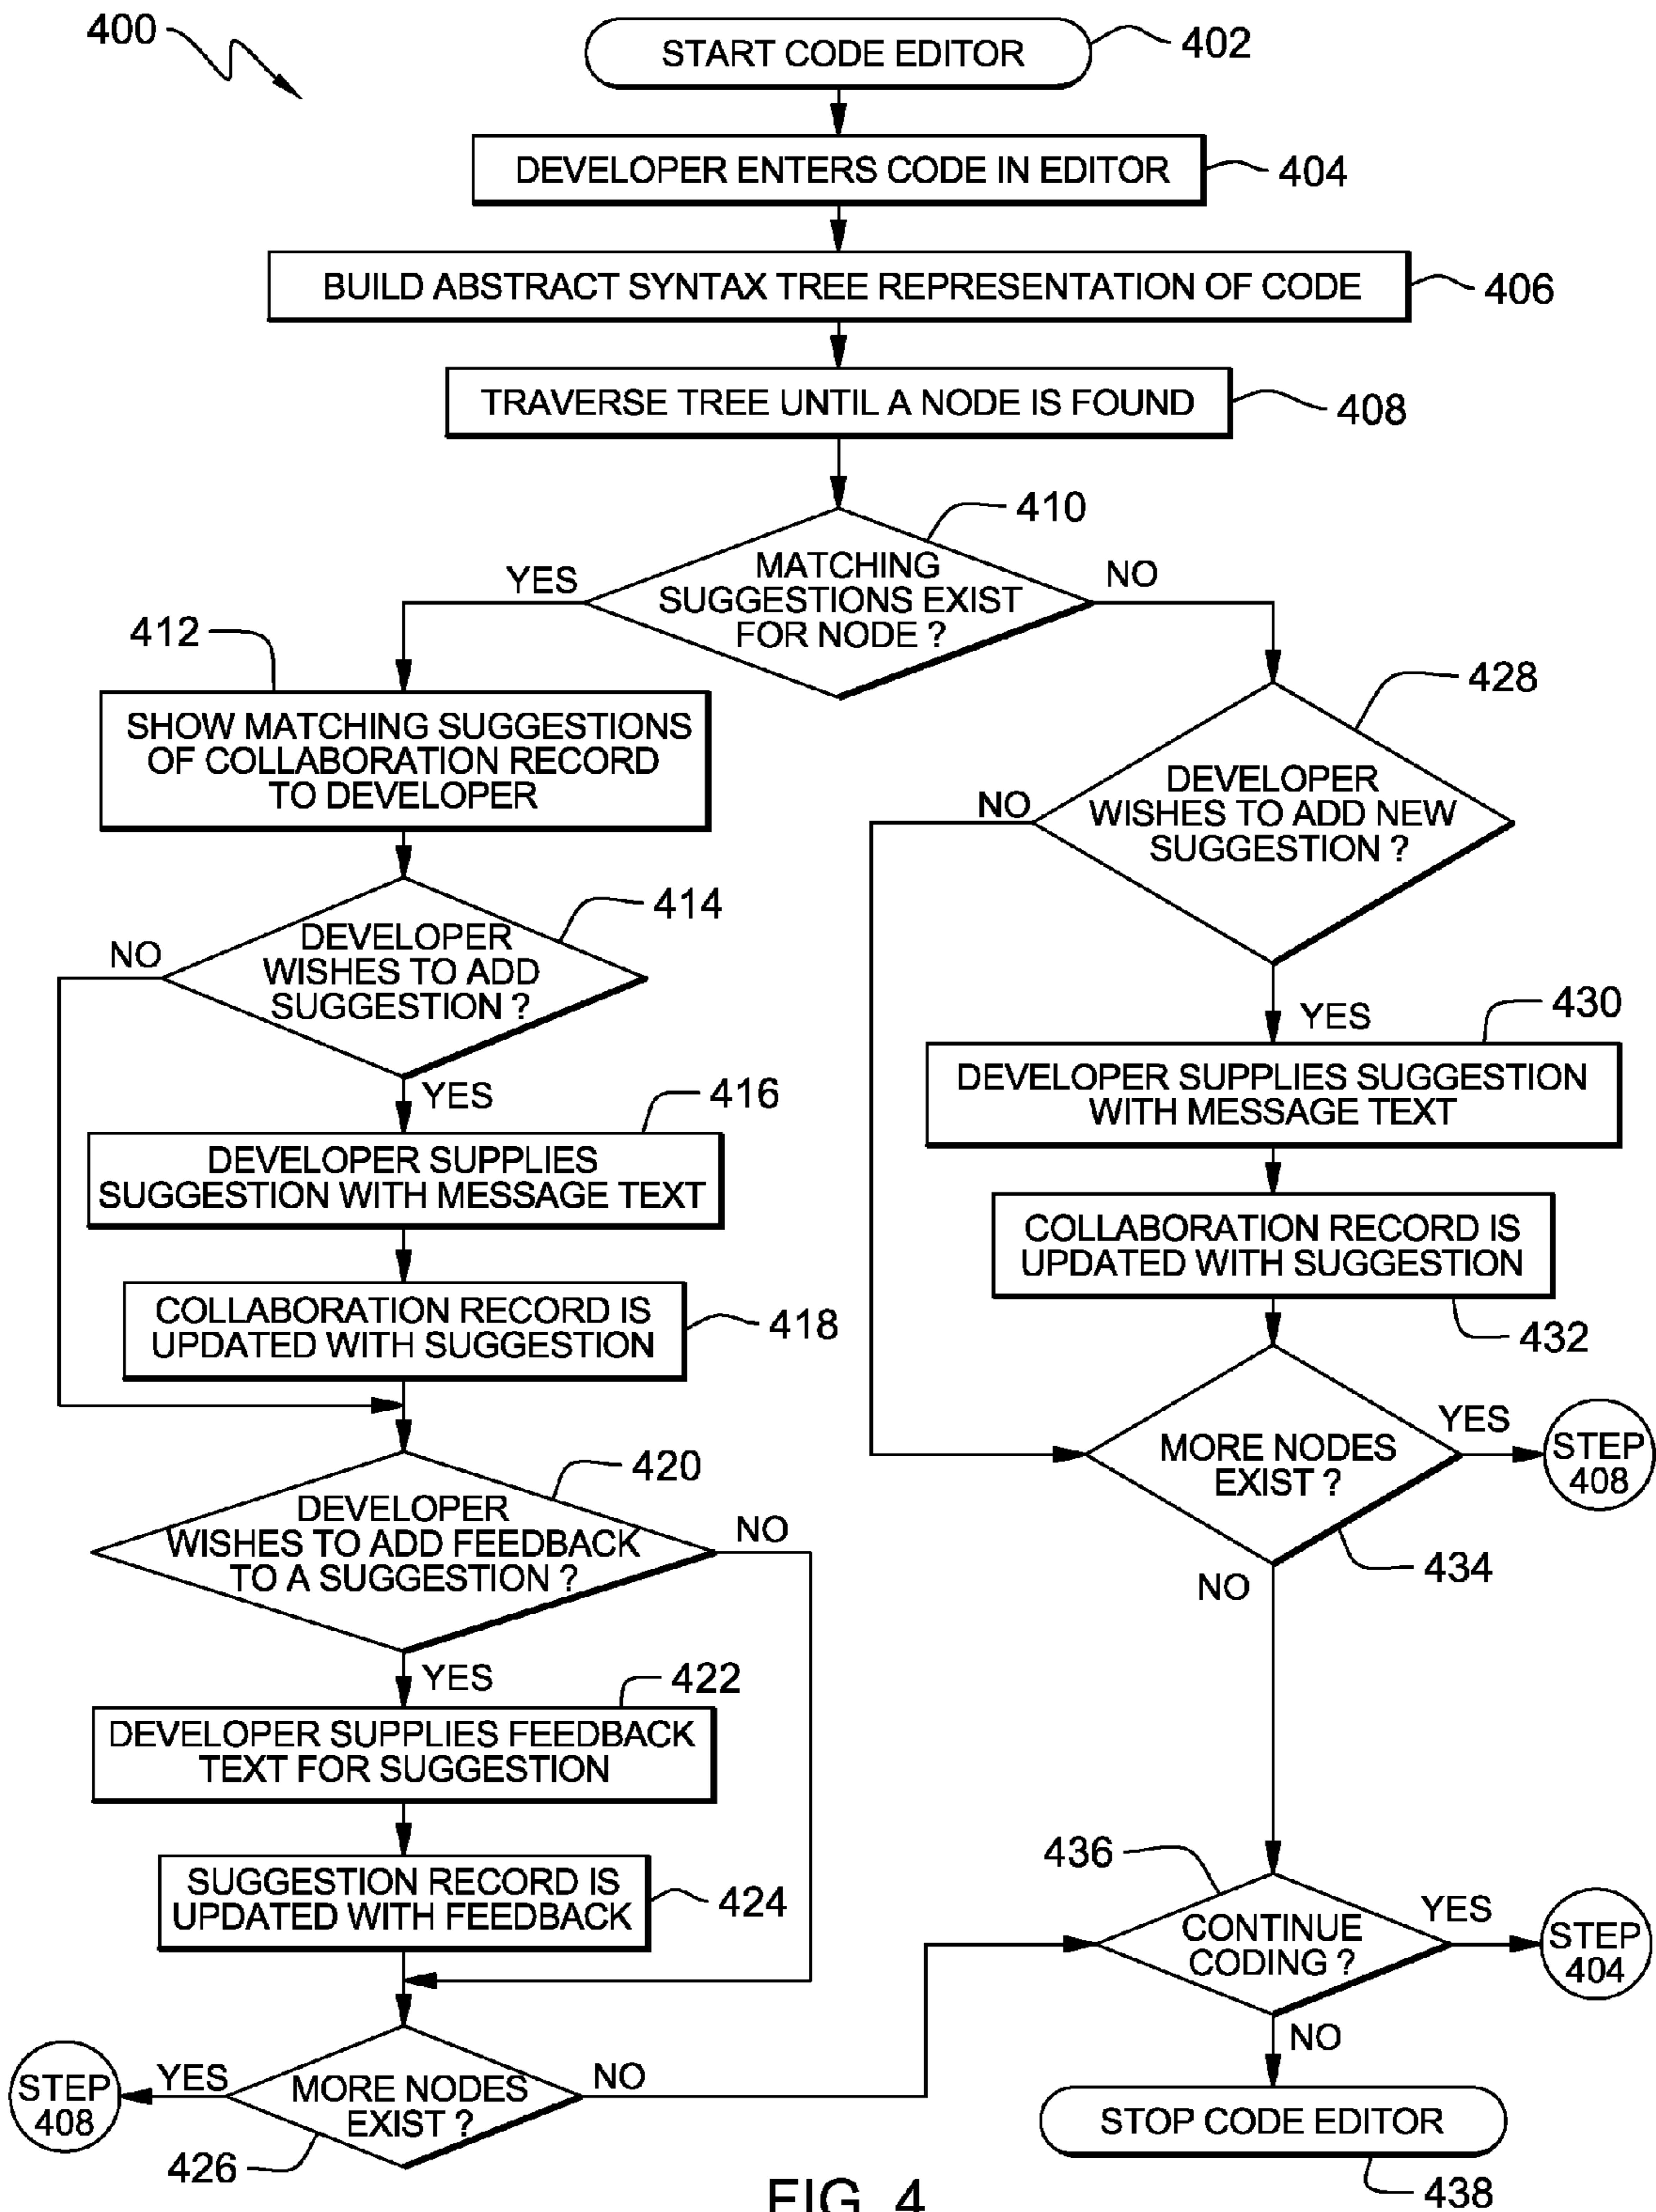 400
START CODE EDITOR
402
DEVELOPER ENTERS CODE IN EDITOR
404
BUILD ABSTRACT SYNTAX TREE REPRESENTATION OF CODE
406
TRAVERSE TREE UNTIL A NODE IS FOUND
408
410
MATCHING
SUGGESTIONS EXIST
FOR NODE ?
YES
NO
412
SHOW MATCHING SUGGESTIONS
OF COLLABORATION RECORD
TO DEVELOPER
414
DEVELOPER
WISHES TO ADD
SUGGESTION ?
NO
YES
416
DEVELOPER SUPPLIES
SUGGESTION WITH MESSAGE TEXT
COLLABORATION RECORD IS
UPDATED WITH SUGGESTION
418
420
DEVELOPER
WISHES TO ADD FEEDBACK
TO A SUGGESTION ?
NO
YES
422
DEVELOPER SUPPLIES FEEDBACK
TEXT FOR SUGGESTION
SUGGESTION RECORD IS
UPDATED WITH FEEDBACK
424
MORE NODES
EXIST ?
YES
STEP
408
NO
426
428
DEVELOPER
WISHES TO ADD NEW
SUGGESTION ?
NO
YES
430
DEVELOPER SUPPLIES SUGGESTION
WITH MESSAGE TEXT
COLLABORATION RECORD IS
UPDATED WITH SUGGESTION
432
MORE NODES
EXIST ?
YES
STEP
408
434
NO
436
CONTINUE
CODING ?
YES
STEP
404
NO
STOP CODE EDITOR
438
FIG. 4